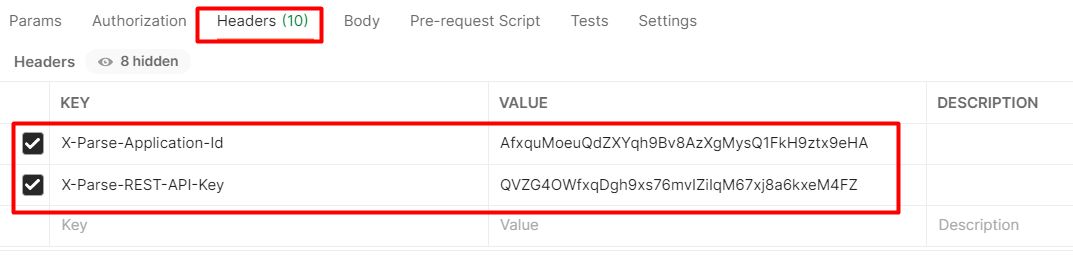 Params Authorization Headers (10) Body Pre-request Script Tests Settings
Headers 8 hidden
KEY VALUE DESCRIPTION
X-Parse-Application-Id AfxquMoeuQdZXYqh9Bv8AzXgMysQ1FkH9ztx9eHA
X-Parse-REST-API-Key QVZG4OWfxqDgh9xs76mvIZilqM67xj8a6kxeM4FZ
Key Value Description